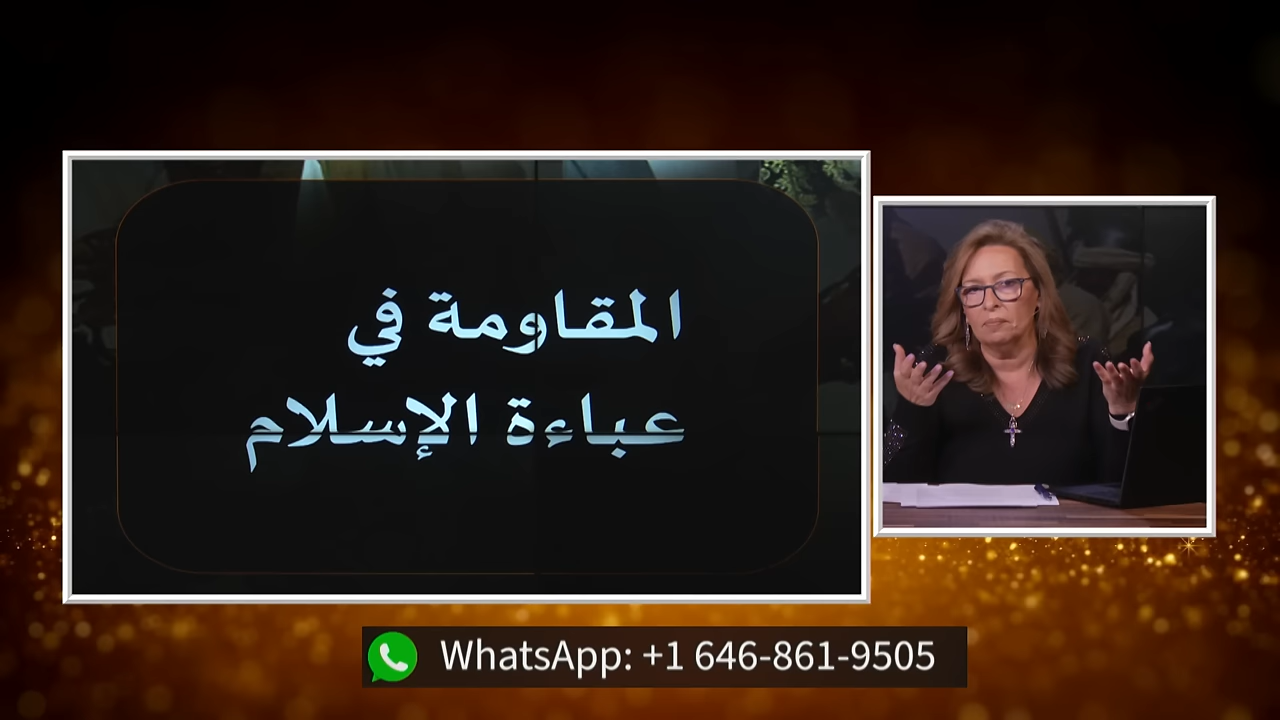 المقاومة في
عباءة الإسلام
WhatsApp: +1 646-861-9505